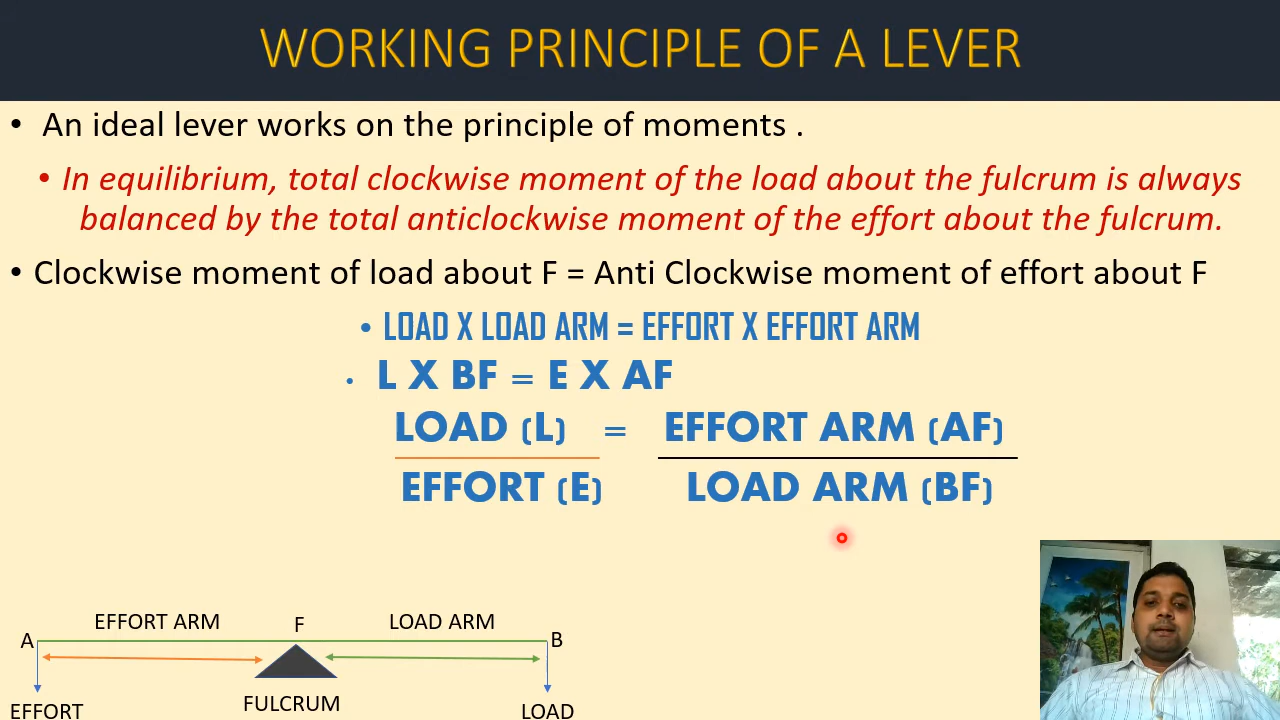 WORKING PRINCIPLE OF A LEVER
• An ideal lever works on the principle of moments .
• In equilibrium, total clockwise moment of the load about the fulcrum is always
balanced by the total anticlockwise moment of the effort about the fulcrum.
• Clockwise moment of load about F = Anti Clockwise moment of effort about F
• LOAD X LOAD ARM = EFFORT X EFFORT ARM
• L X BF = E X AF
LOAD (L) = EFFORT ARM (AF)
EFFORT (E) LOAD ARM (BF)
EFFORT ARM F LOAD ARM
A B
EFFORT FULCRUM LOAD